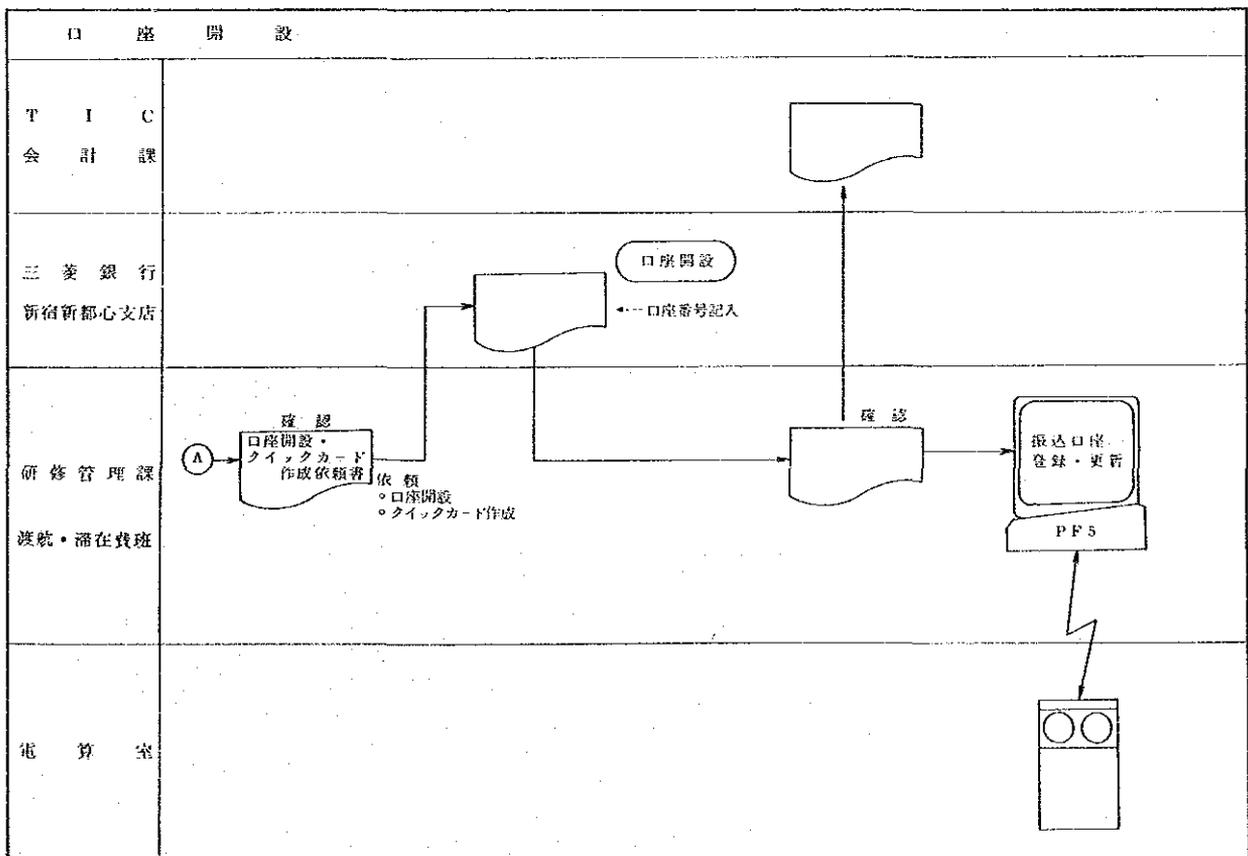 口座開設
TIC
会計課
三菱銀行
新宿新都心支店
口座開設
←--口座番号記入
研修管理課
渡航・滞在費班
A
確認
口座開設・
クイックカード
作成依頼書
依頼
○口座開設
○クイックカード作成
確認
振込口座
登録・更新
PF5
電算室